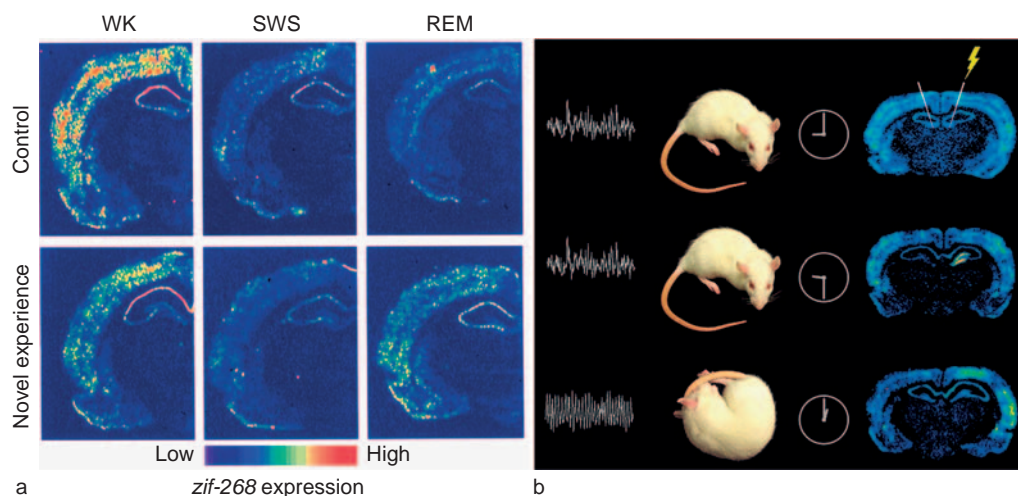 WK SWS REM
Control
Novel experience
Low High
a zif-268 expression b